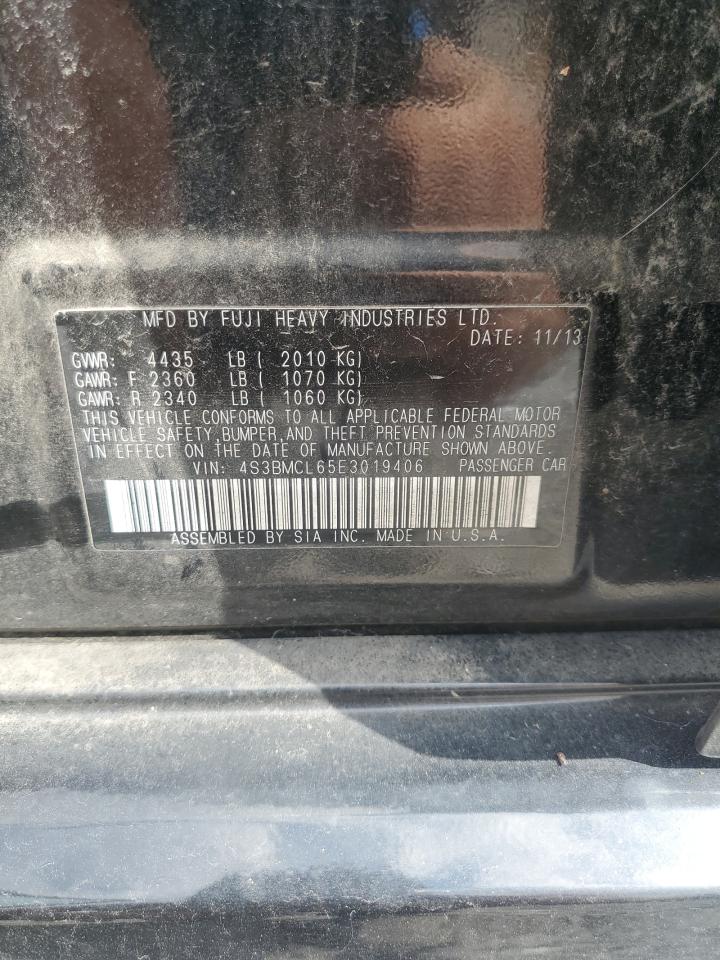 MFD BY FUJI HEAVY INDUSTRIES LTD.
DATE: 11/13
GVWR: 4435 LB ( 2010 KG)
GAWR: F 2360 LB ( 1070 KG)
GAWR: R 2340 LB ( 1060 KG)
THIS VEHICLE CONFORMS TO ALL APPLICABLE FEDERAL MOTOR
VEHICLE SAFETY,BUMPER,AND THEFT PREVENTION STANDARDS
IN EFFECT ON THE DATE OF MANUFACTURE SHOWN ABOVE.
VIN: 4S3BMCL65E3019406 PASSENGER CAR
ASSEMBLED BY SIA INC. MADE IN U.S.A.